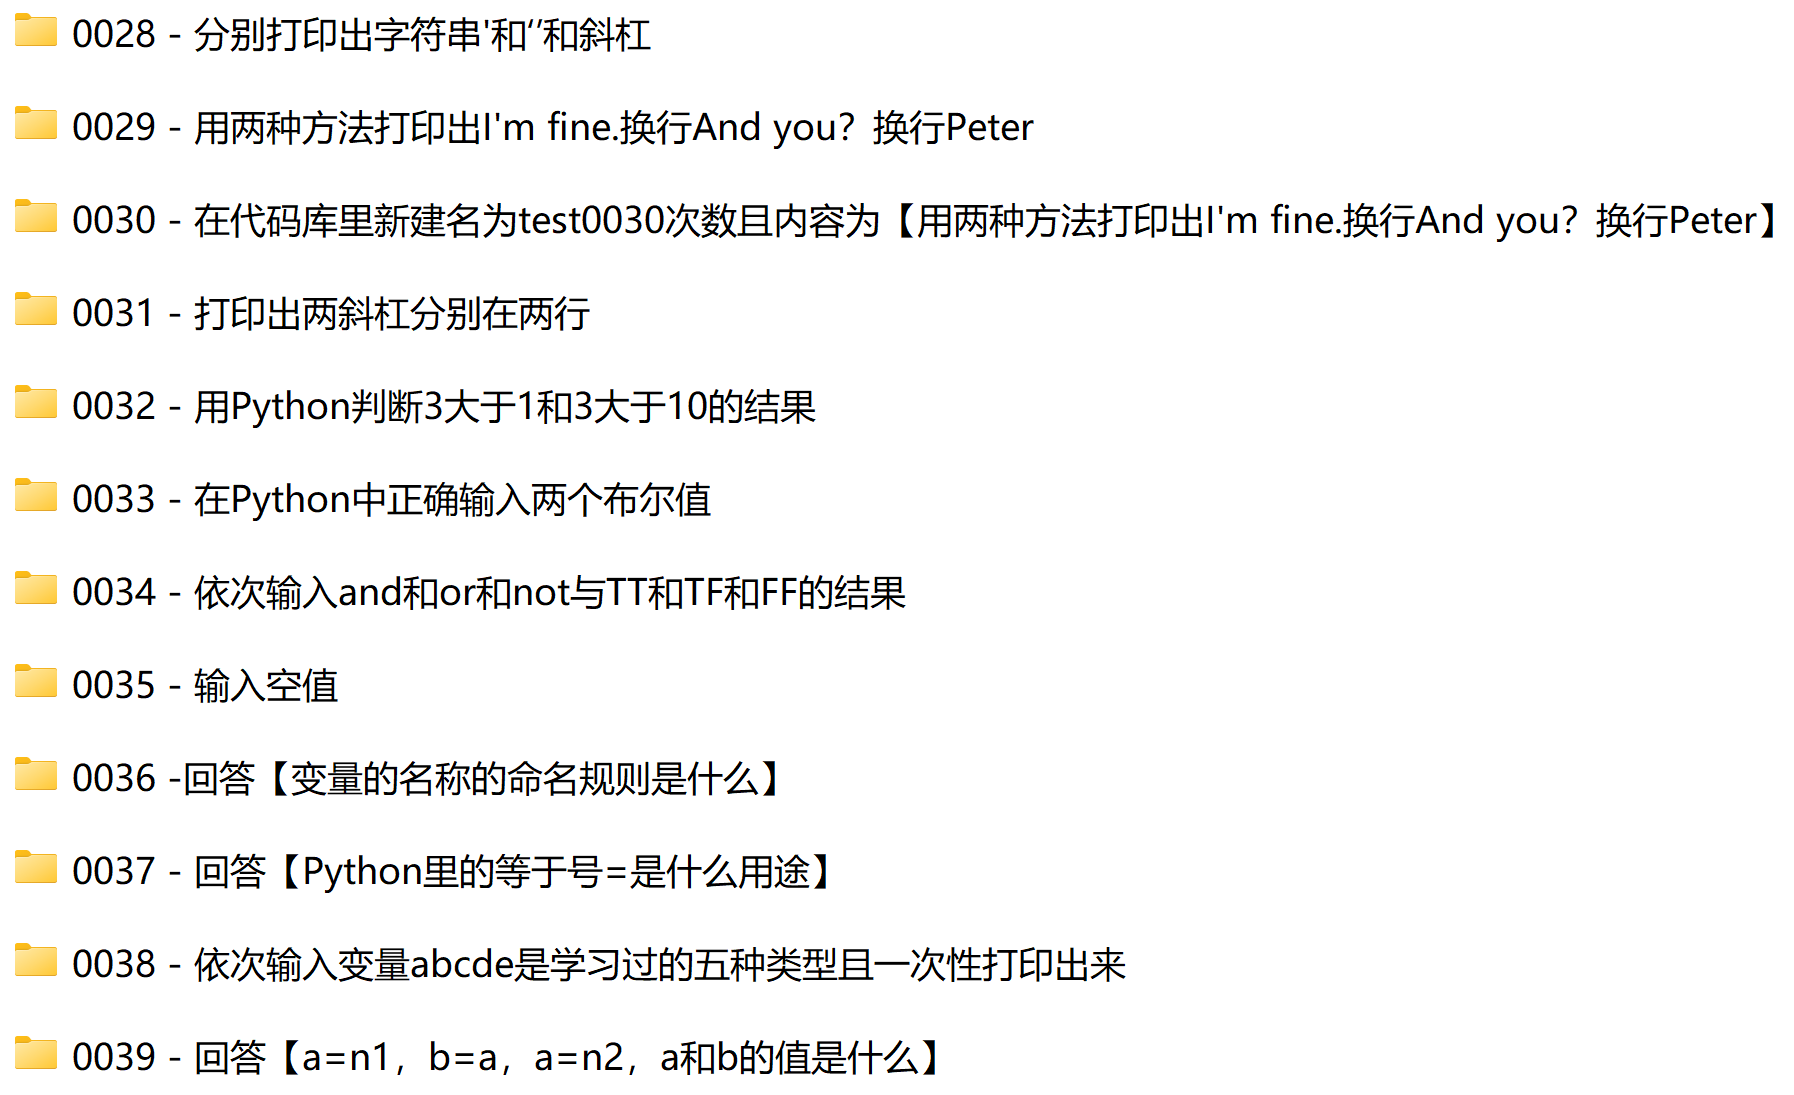 0028 - 分别打印出字符串'和‘’和斜杠
0029 - 用两种方法打印出I'm fine.换行And you？换行Peter
0030 - 在代码库里新建名为test0030次数且内容为【用两种方法打印出I'm fine.换行And you？换行Peter】
0031 - 打印出两斜杠分别在两行
0032 - 用Python判断3大于1和3大于10的结果
0033 - 在Python中正确输入两个布尔值
0034 - 依次输入and和or和not与TT和TF和FF的结果
0035 - 输入空值
0036 -回答【变量的名称的命名规则是什么】
0037 - 回答【Python里的等于号=是什么用途】
0038 - 依次输入变量abcde是学习过的五种类型且一次性打印出来
0039 - 回答【a=n1，b=a，a=n2，a和b的值是什么】